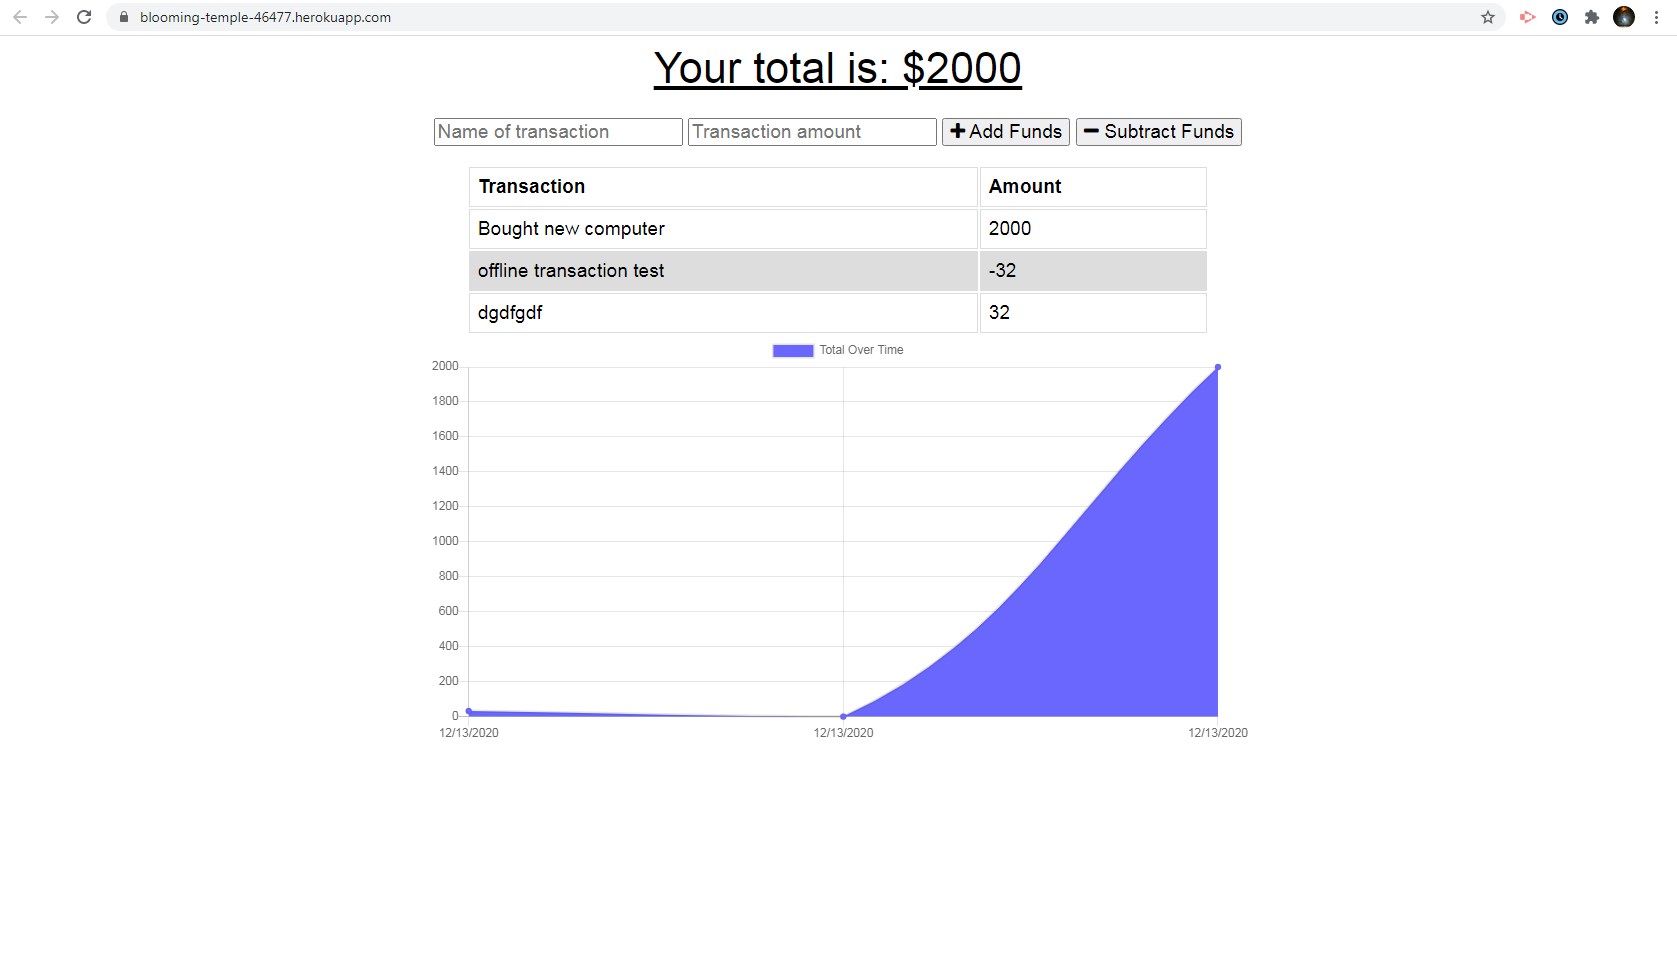 blooming-temple-46477.herokuapp.com
Your total is: $2000
Name of transaction Transaction amount Add Funds Subtract Funds
Transaction Amount
Bought new computer 2000
offline transaction test -32
dgdfgdf 32
Total Over Time
2000
1800
1600
1400
1200
1000
800
600
400
200
0
12/13/2020 12/13/2020 12/13/2020